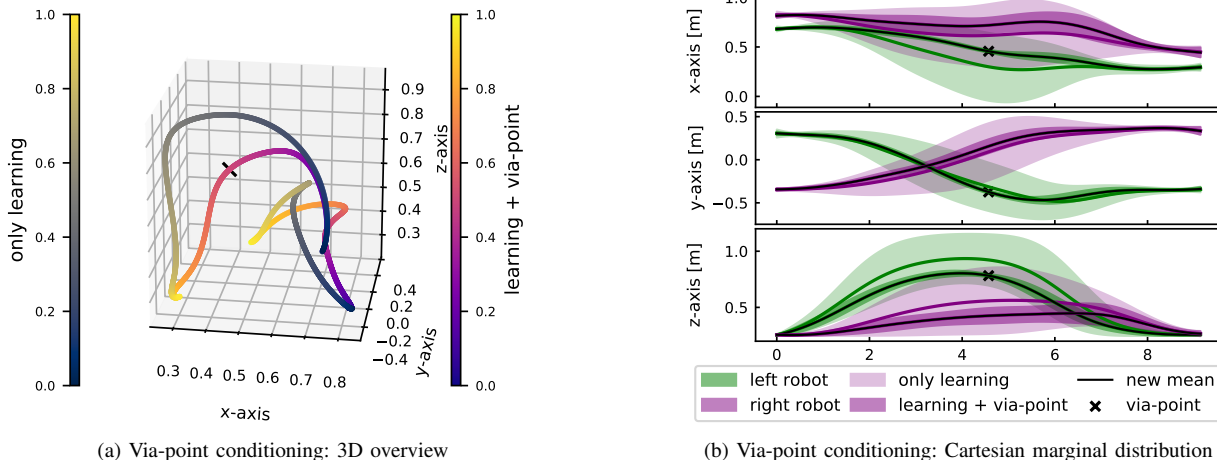 1.0
0.8
0.6
0.4
0.2
0.0
only learning
0.9
0.8
0.7
0.6
0.5
0.4
0.3
z-axis
0.4
0.2
0.0
−0.2
−0.4
y-axis
0.3 0.4 0.5 0.6 0.7 0.8
x-axis
1.0
0.8
0.6
0.4
0.2
0.0
learning + via-point
(a) Via-point conditioning: 3D overview
1.0
0.5
0.0
x-axis [m]
0.0
−0.5
y-axis [m]
1.0
0.5
z-axis [m]
0 2 4 6 8
left robot only learning new mean
right robot learning + via-point via-point
(b) Via-point conditioning: Cartesian marginal distribution